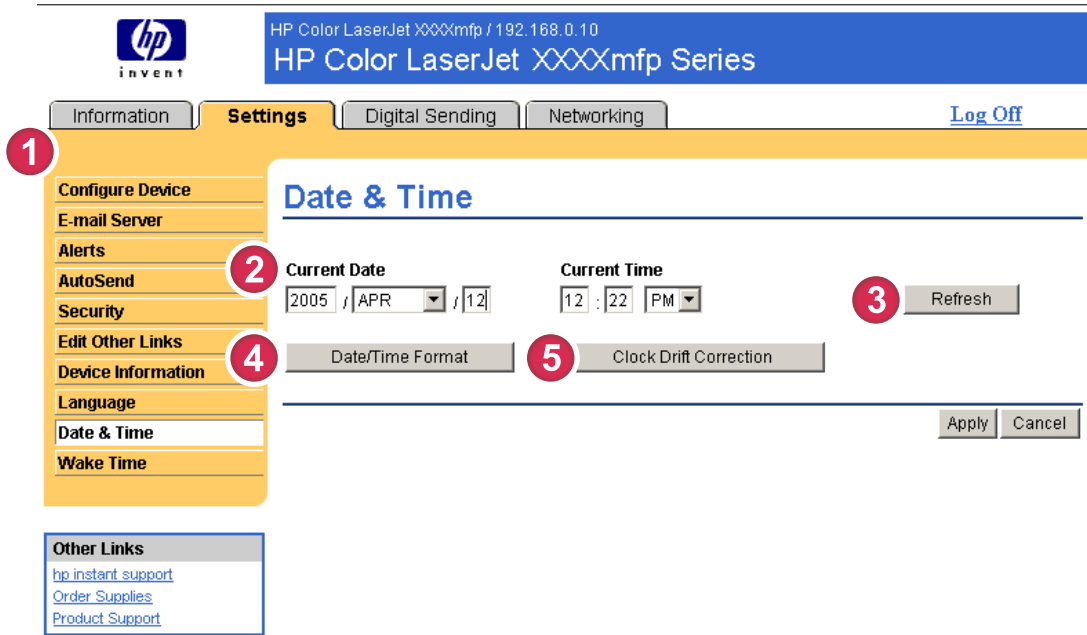 hp
invent
HP Color LaserJet XXXXmfp / 192.168.0.10
HP Color LaserJet XXXXmfp Series
Information Settings Digital Sending Networking Log Off
1
Configure Device
E-mail Server
Alerts
AutoSend
Security
Edit Other Links
Device Information
Language
Date & Time
Wake Time
Date & Time
2
Current Date Current Time
2005 / APR / 12 12 : 22 PM
3 Refresh
4 Date/Time Format 5 Clock Drift Correction
Apply Cancel
Other Links
hp instant support
Order Supplies
Product Support